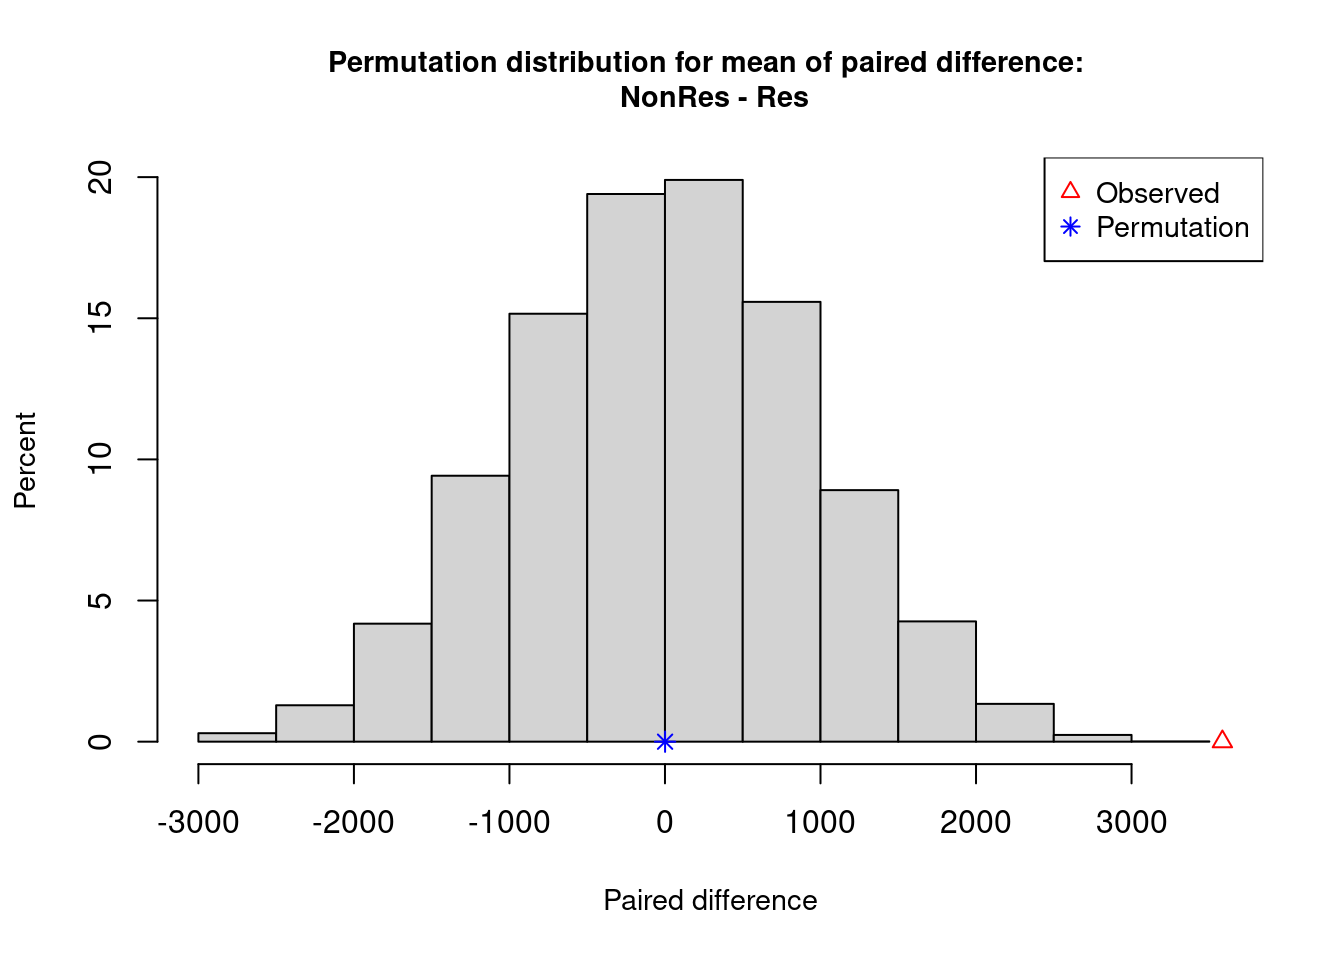 Permutation distribution for mean of paired difference:
NonRes - Res
Observed
Permutation
Percent
20
15
10
5
0
-3000 -2000 -1000 0 1000 2000 3000
Paired difference